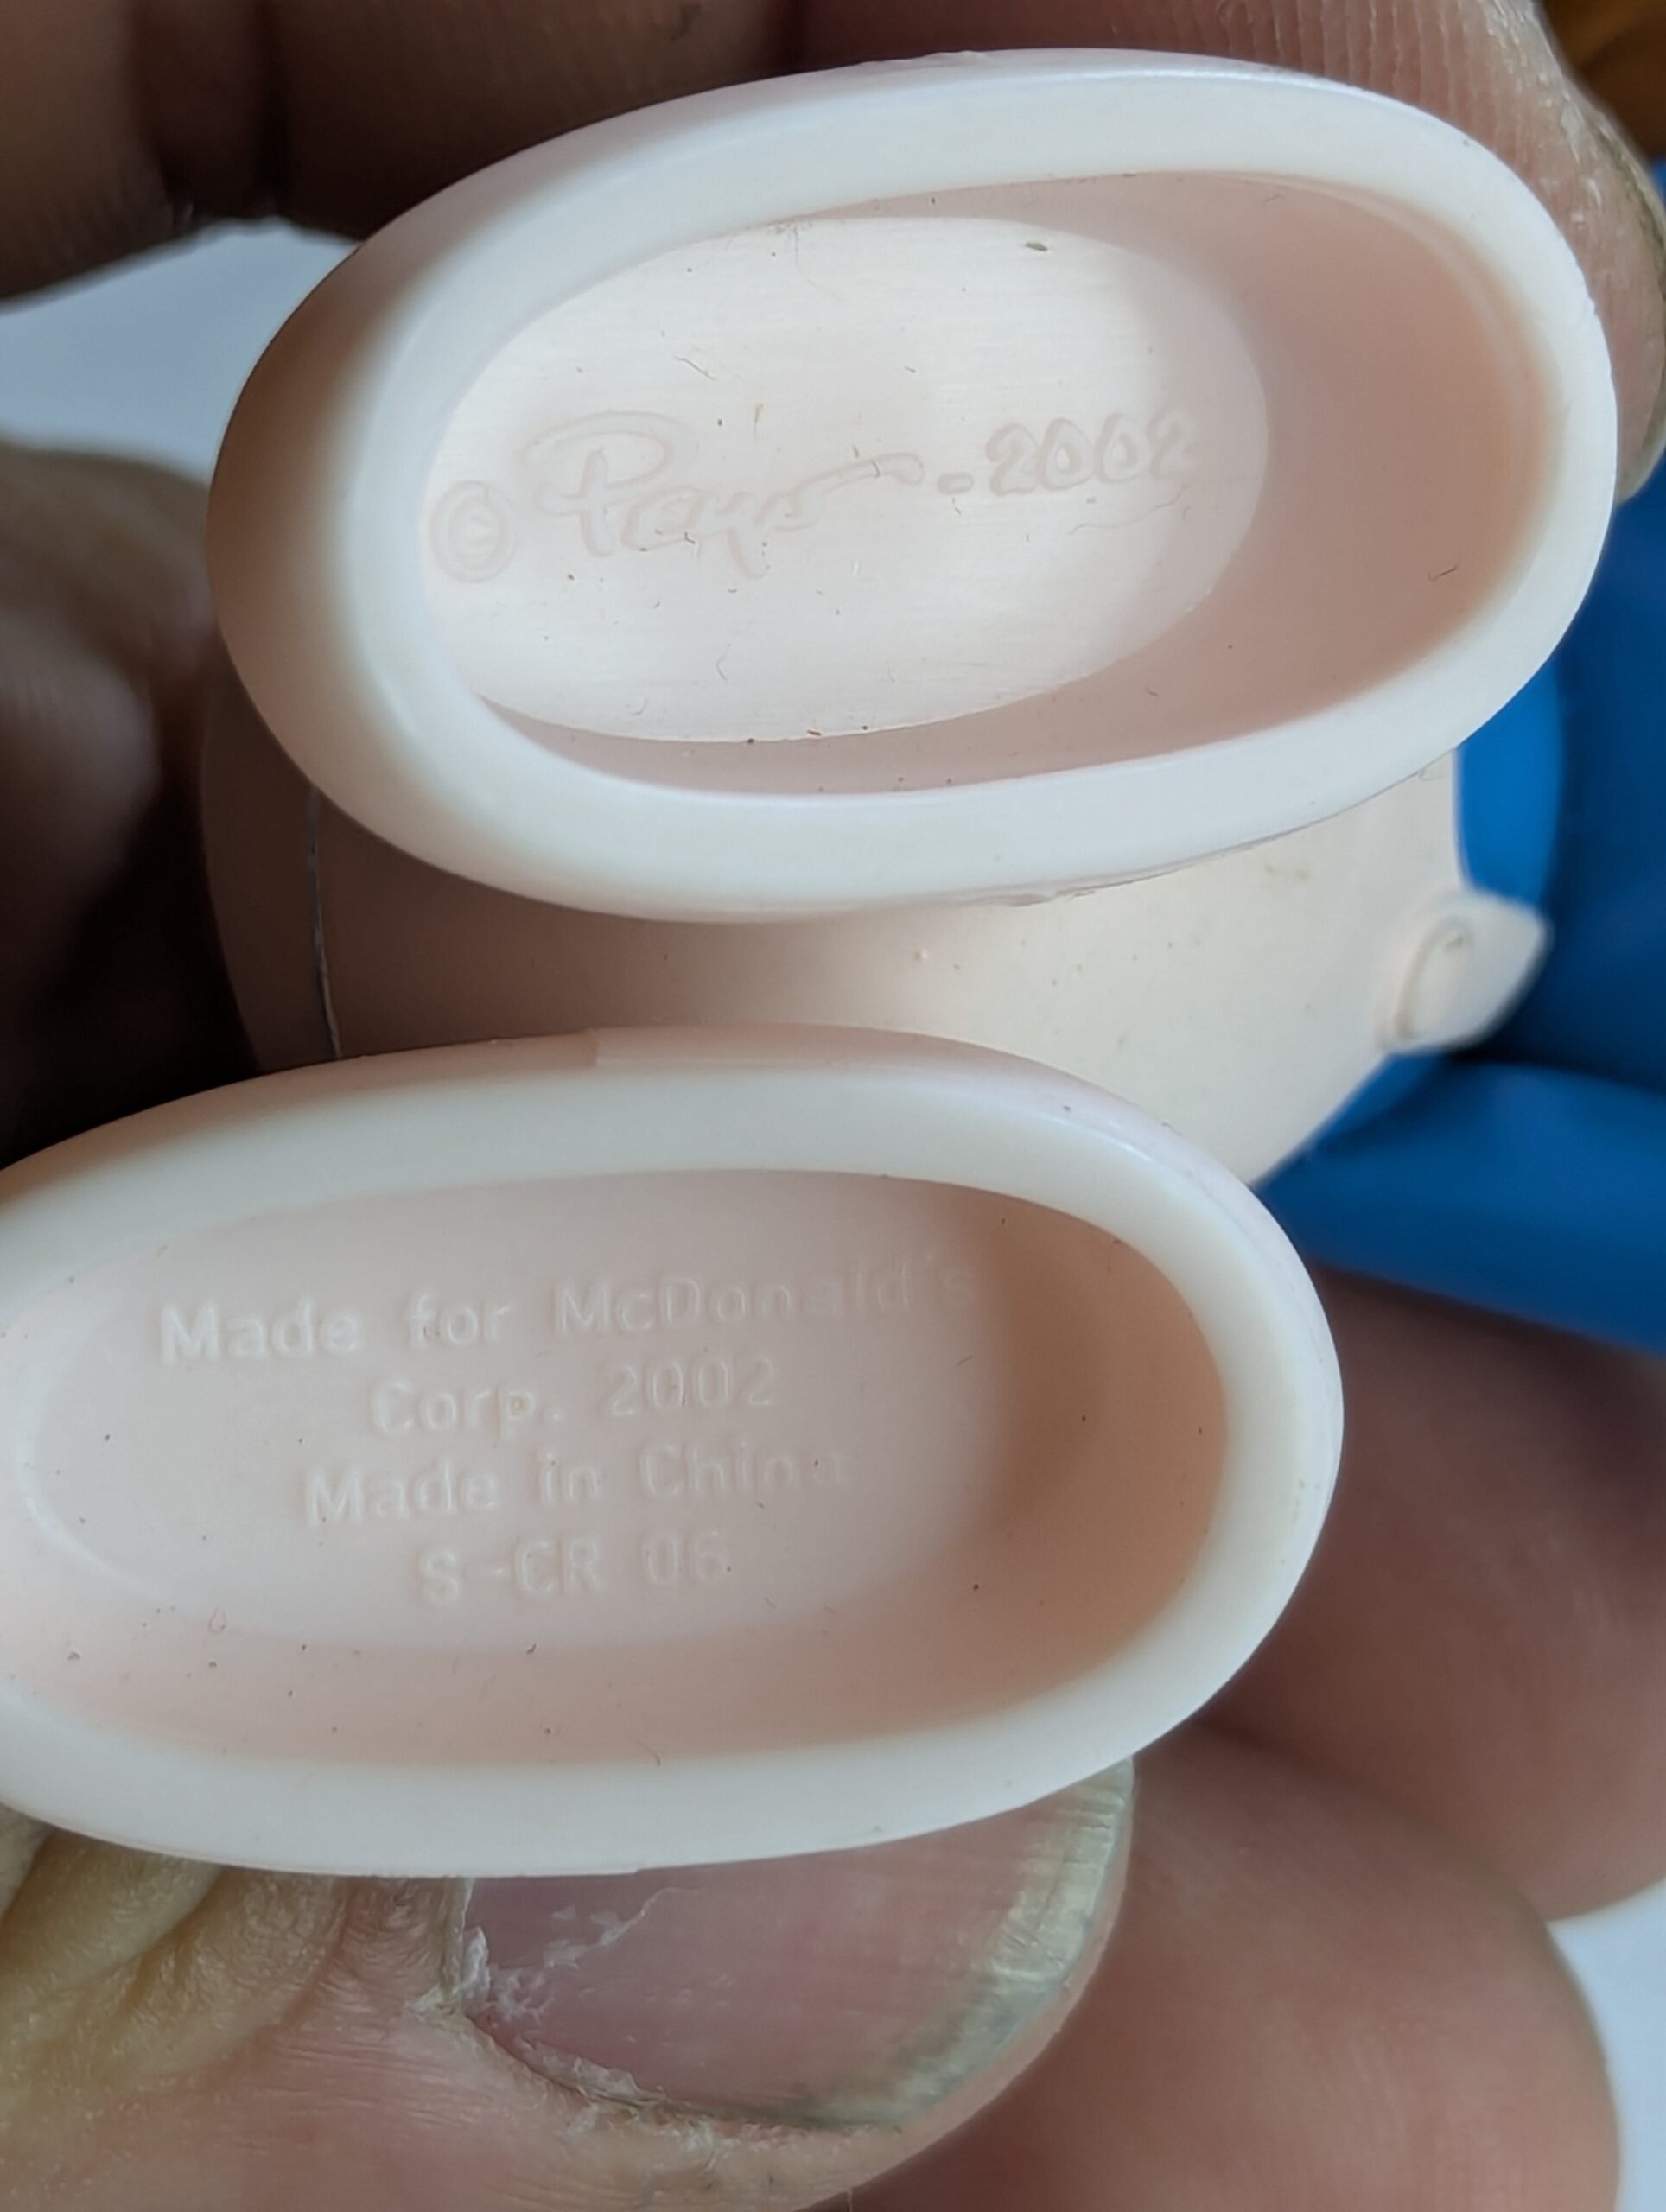 © Peyo - 2002
Made for McDonald's
Corp. 2002
Made in China
S-CR 06